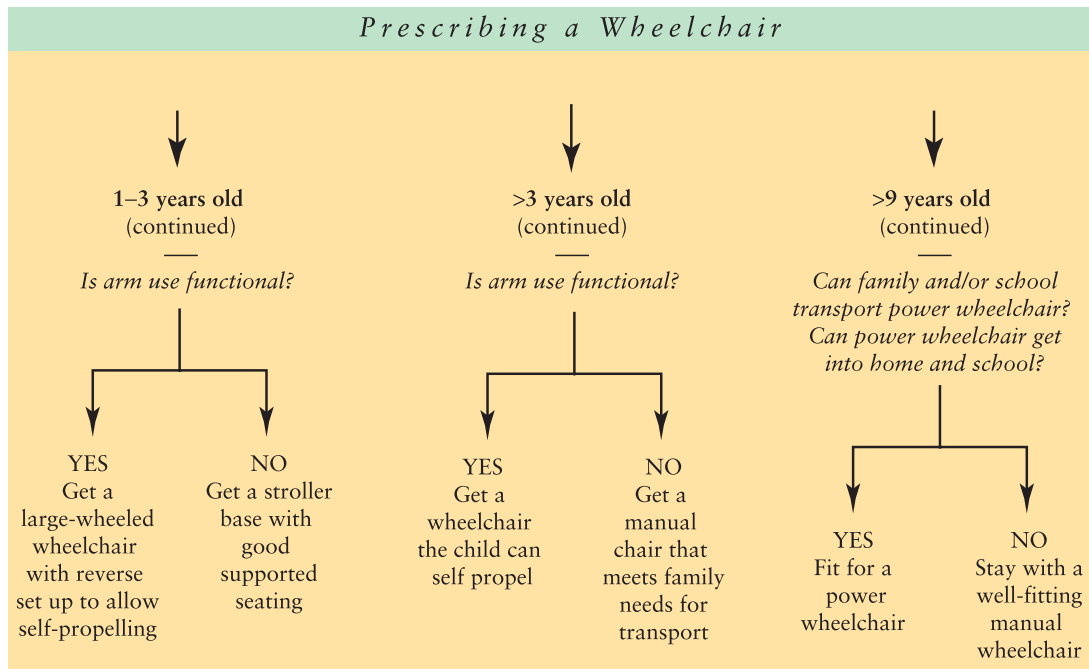 Prescribing a Wheelchair
1–3 years old
(continued)
Is arm use functional?
YES
Get a
large-wheeled
wheelchair
with reverse
set up to allow
self-propelling
NO
Get a stroller
base with
good
supported
seating
>3 years old
(continued)
Is arm use functional?
YES
Get a
wheelchair
the child can
self propel
NO
Get a
manual
chair that
meets family
needs for
transport
>9 years old
(continued)
Can family and/or school
transport power wheelchair?
Can power wheelchair get
into home and school?
YES
Fit for a
power
wheelchair
NO
Stay with a
well-fitting
manual
wheelchair